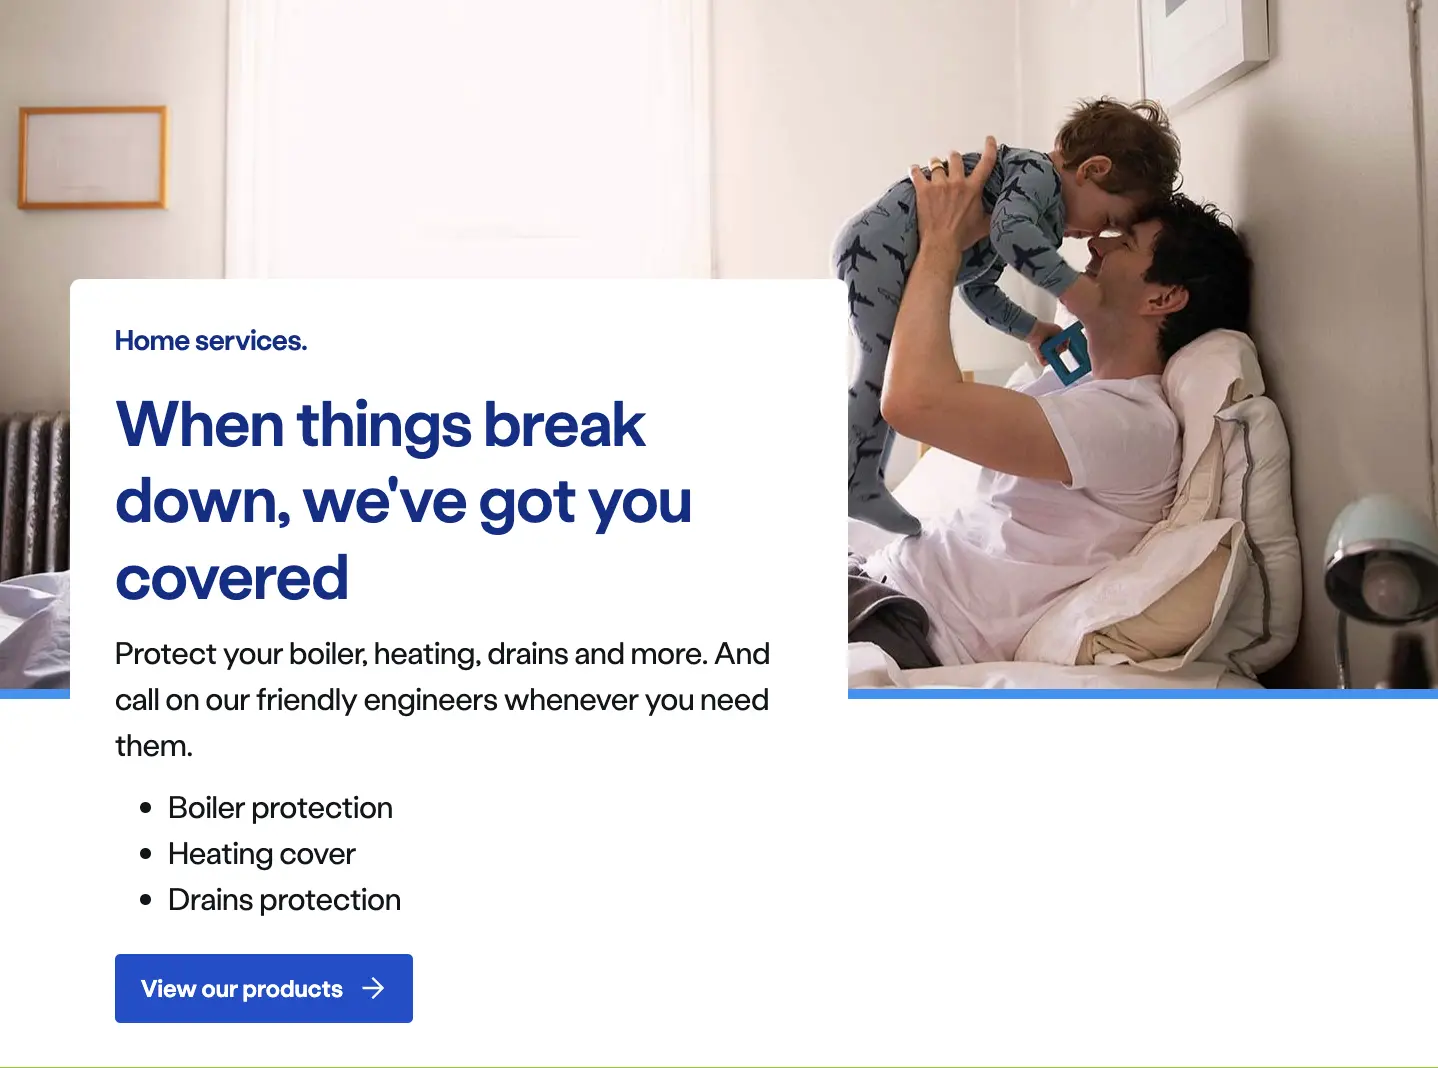 Home services.
When things break
down, we've got you
covered
Protect your boiler, heating, drains and more. And
call on our friendly engineers whenever you need
them.
• Boiler protection
• Heating cover
• Drains protection
View our products →